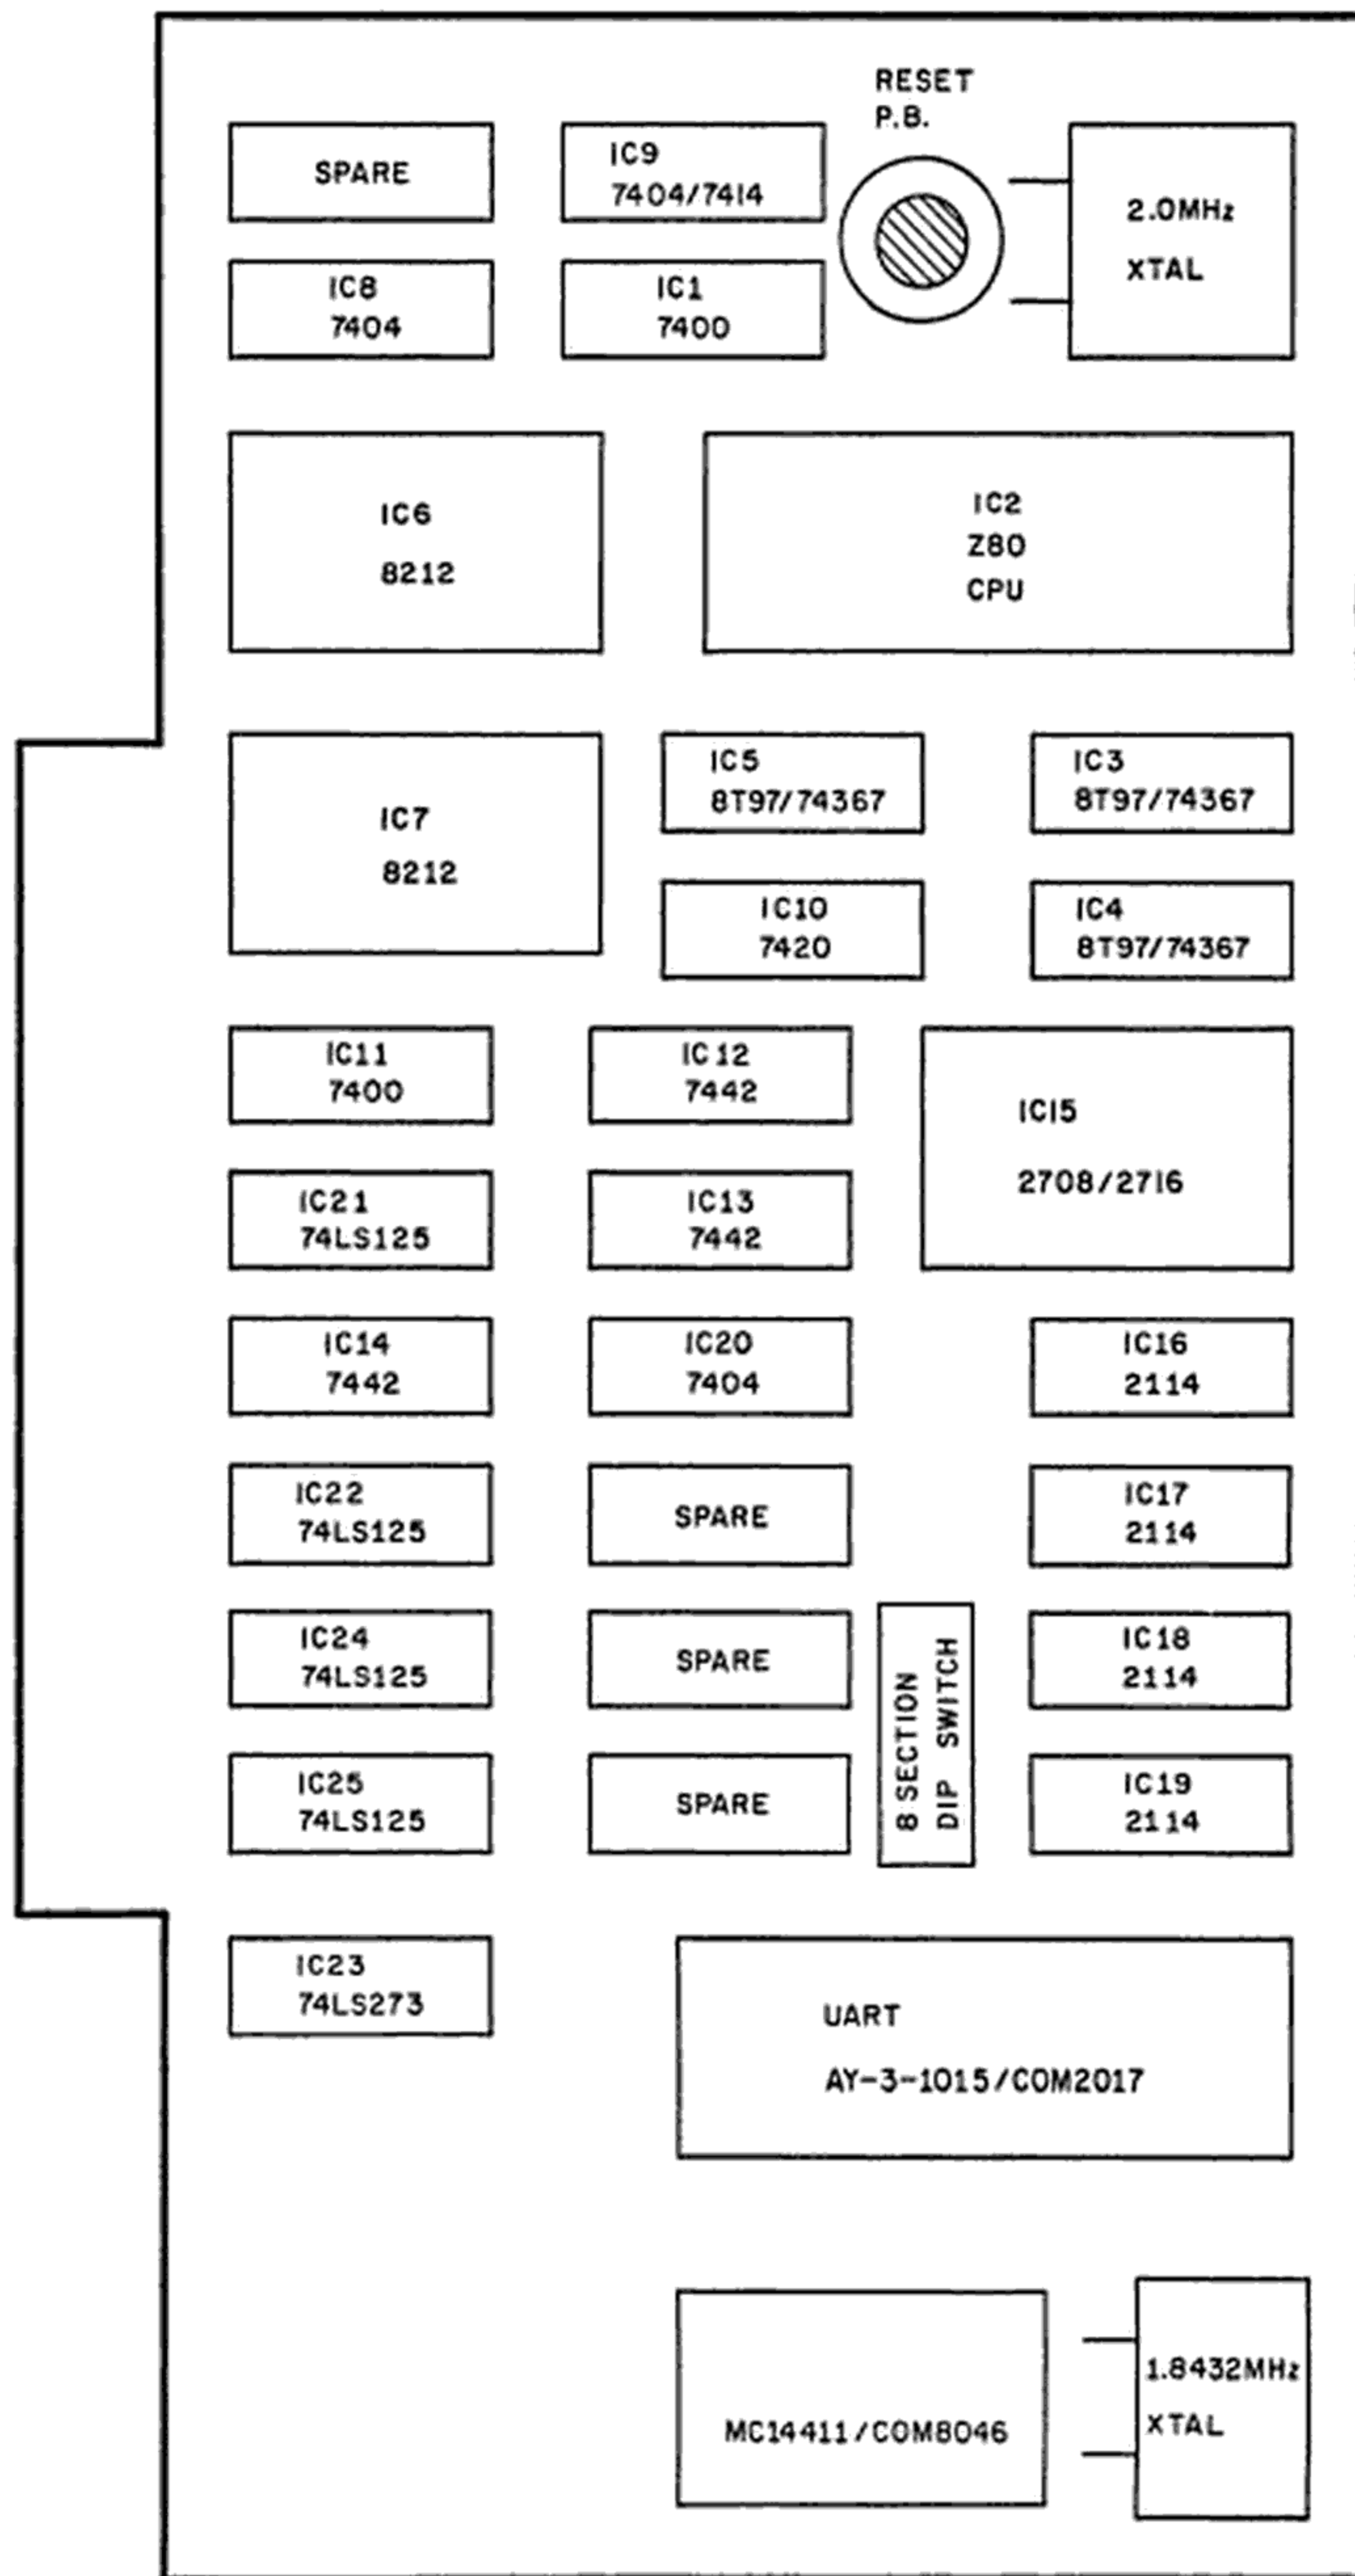 RESET
P.B.
SPARE
IC9
7404/7414
2.0MHz
XTAL
IC8
7404
IC1
7400
IC6
8212
IC2
Z80
CPU
IC7
8212
IC5
8T97/74367
IC3
8T97/74367
IC10
7420
IC4
8T97/74367
IC11
7400
IC12
7442
IC15
2708/2716
IC21
74LS125
IC13
7442
IC14
7442
IC20
7404
IC16
2114
IC22
74LS125
SPARE
IC17
2114
IC24
74LS125
SPARE
8 SECTION
DIP SWITCH
IC18
2114
IC25
74LS125
SPARE
IC19
2114
IC23
74LS273
UART
AY-3-1015/COM2017
MC14411/COM8046
1.8432MHz
XTAL